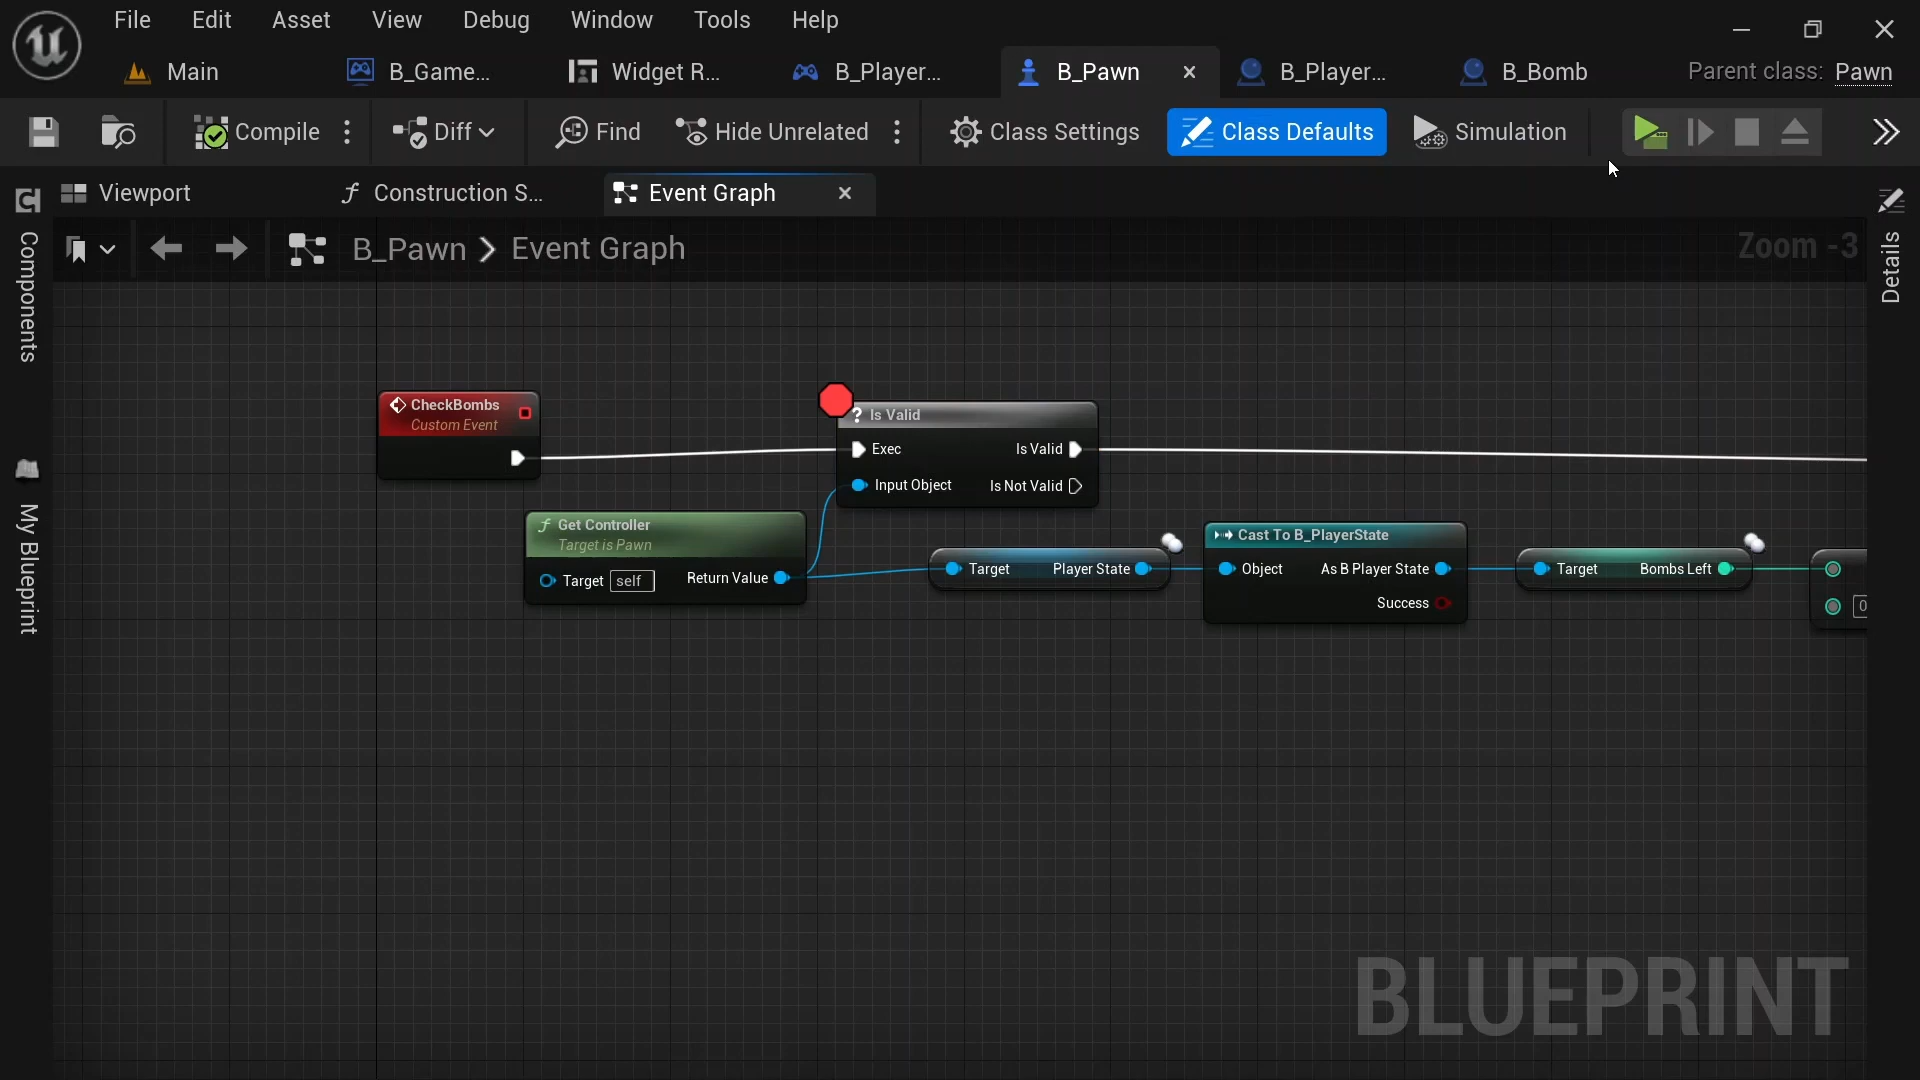 File Edit Asset View Debug Window Tools Help
Main B_Game... Widget R... B_Player... B_Pawn B_Player... B_Bomb Parent class: Pawn
Compile Diff Find Hide Unrelated Class Settings Class Defaults Simulation
Viewport Construction S... Event Graph
B_Pawn > Event Graph Zoom -3
Components
My Blueprint
Details
CheckBombs
Custom Event
? Is Valid
Exec Is Valid
Input Object Is Not Valid
f Get Controller
Target is Pawn
Target self Return Value
Target Player State
Cast To B_PlayerState
Object As B Player State
Success
Target Bombs Left
0
BLUEPRINT